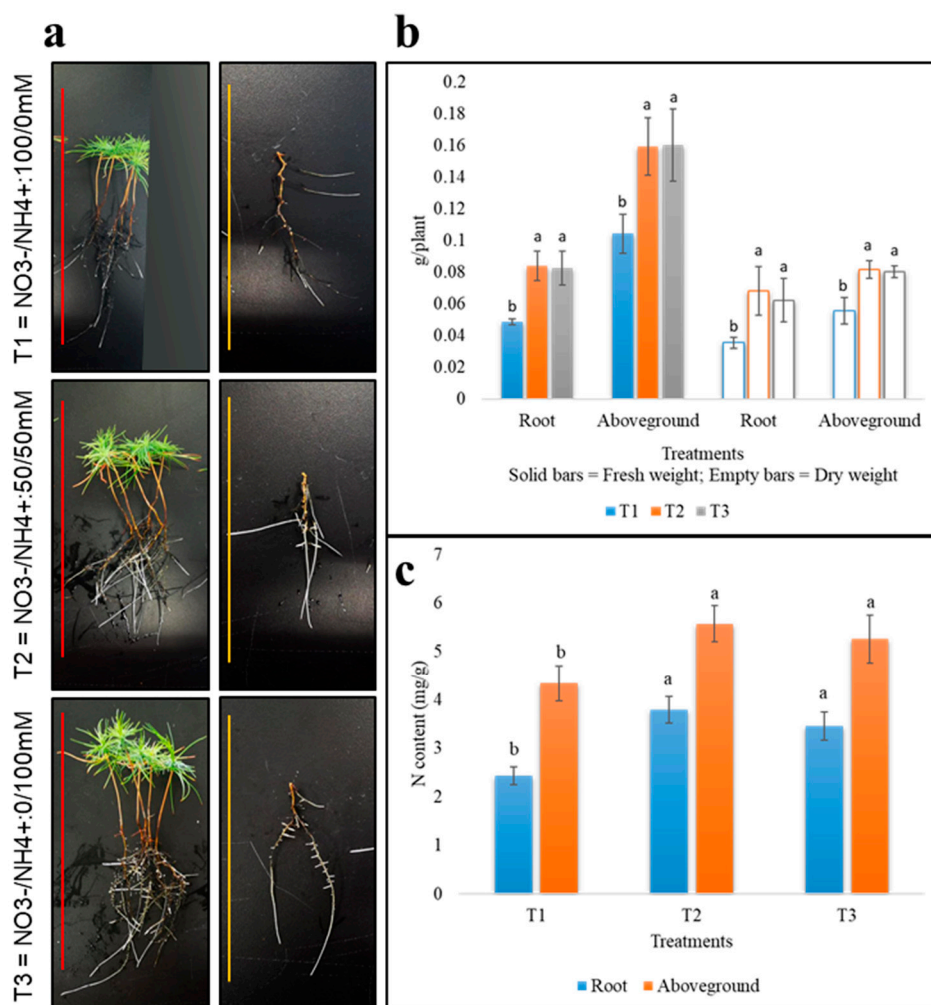 a
T1 = NO3-/NH4+:100/0mM
T2 = NO3-/NH4+:50/50mM
T3 = NO3-/NH4+:0/100mM
b
0.2
0.18
0.16
0.14
0.12
0.1
0.08
0.06
0.04
0.02
0
g/plant
b a a b a a b a a b a a
Root Aboveground Root Aboveground
Treatments
Solid bars = Fresh weight; Empty bars = Dry weight
T1 T2 T3
c
7
6
5
4
3
2
1
0
N content (mg/g)
b b a a a a
T1 T2 T3
Treatments
Root Aboveground